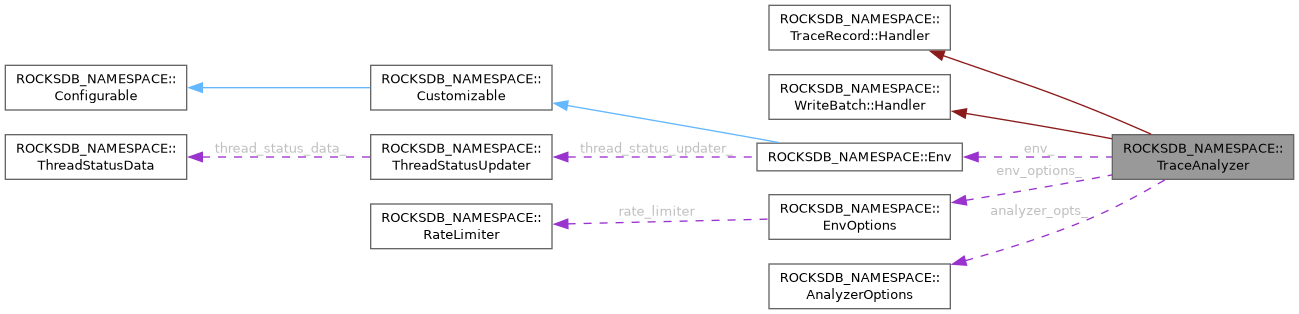 ROCKSDB_NAMESPACE::
TraceRecord::Handler
ROCKSDB_NAMESPACE::
Configurable
ROCKSDB_NAMESPACE::
Customizable
ROCKSDB_NAMESPACE::
WriteBatch::Handler
ROCKSDB_NAMESPACE::
ThreadStatusData
thread_status_data_
ROCKSDB_NAMESPACE::
ThreadStatusUpdater
thread_status_updater_
ROCKSDB_NAMESPACE::Env
env_
ROCKSDB_NAMESPACE::
TraceAnalyzer
env_options_
ROCKSDB_NAMESPACE::
RateLimiter
rate_limiter
ROCKSDB_NAMESPACE::
EnvOptions
analyzer_opts_
ROCKSDB_NAMESPACE::
AnalyzerOptions